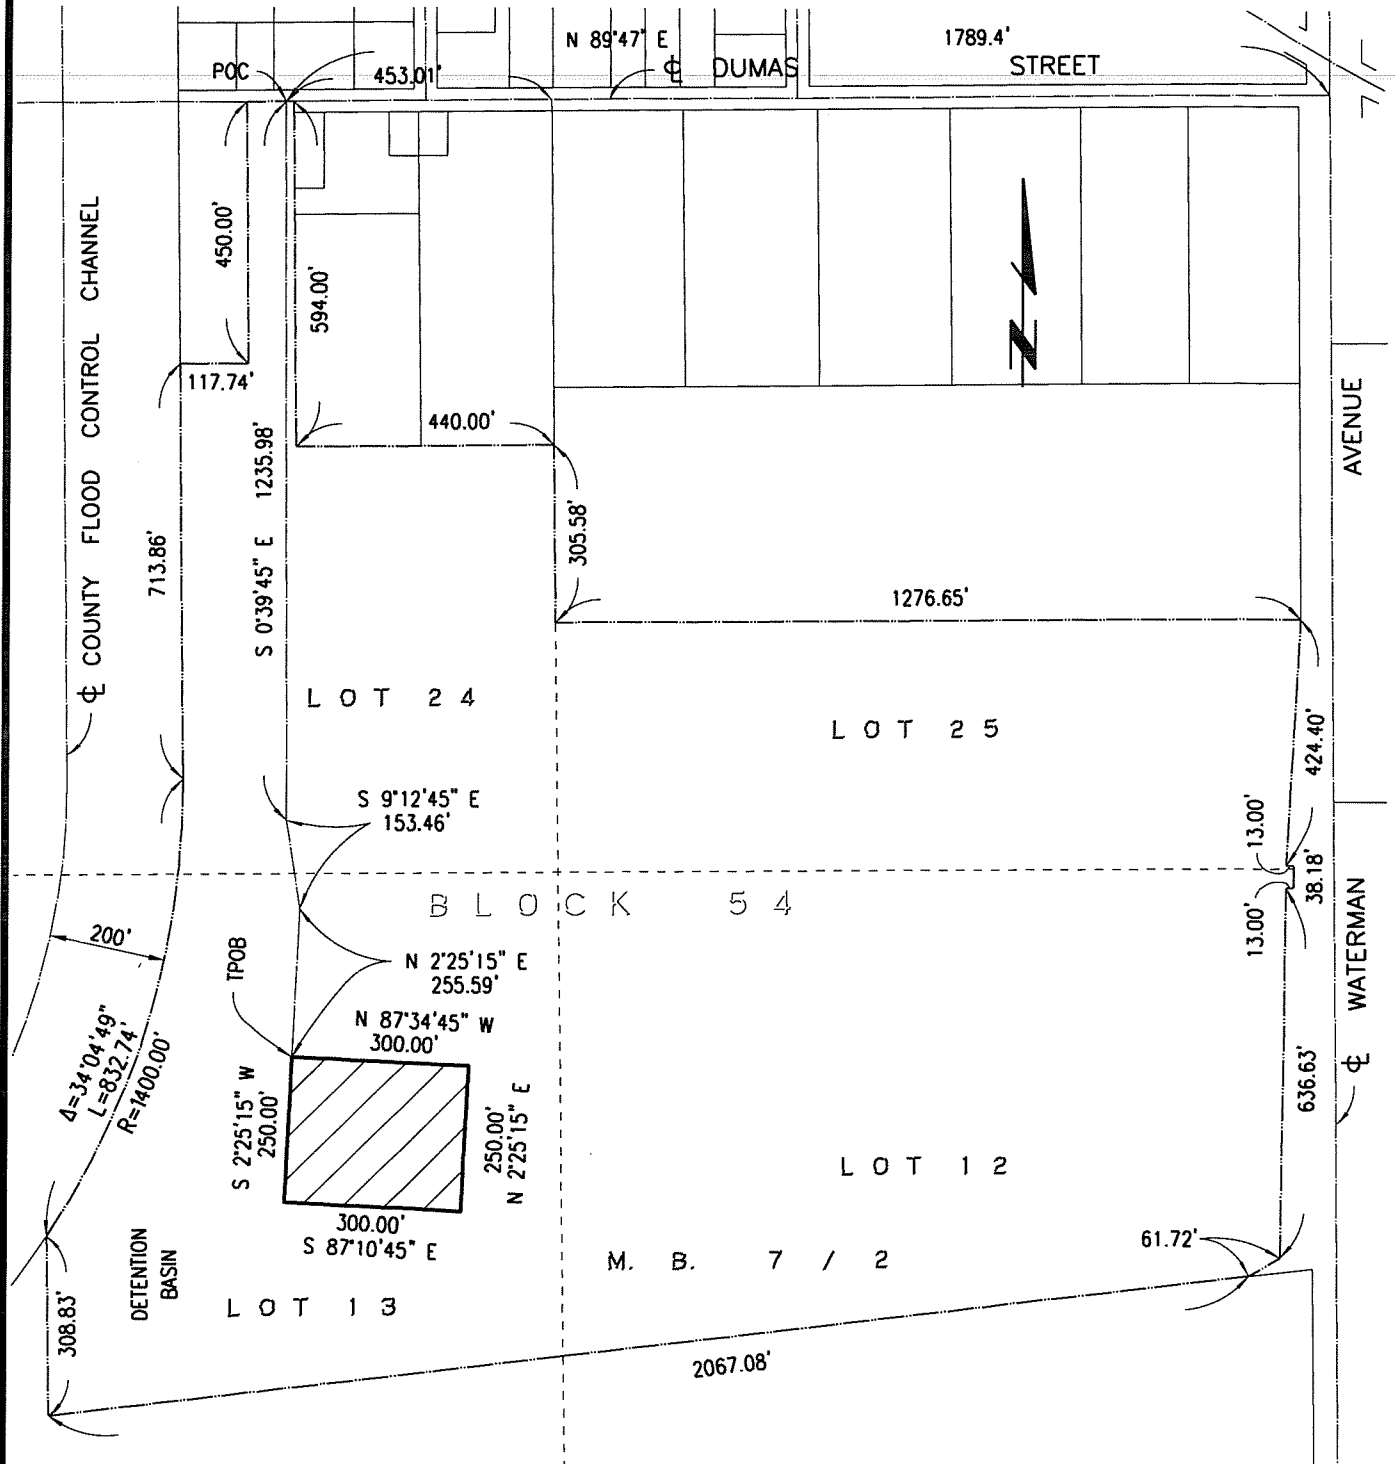 N 89°47' E
1789.4'
POC
453.01'
℄ DUMAS STREET
450.00'
594.00'
117.74'
440.00'
℄ COUNTY FLOOD CONTROL CHANNEL
S 0°39'45" E 1235.98'
713.86'
305.58'
1276.65'
AVENUE
LOT 24
LOT 25
424.40'
S 9°12'45" E
153.46'
13.00'
38.18'
13.00'
BLOCK 54
200'
TPOB
N 2°25'15" E
255.59'
℄ WATERMAN
N 87°34'45" W
300.00'
Δ=34°04'49"
L=832.74'
R=1400.00'
S 2°25'15" W
250.00'
250.00'
N 2°25'15" E
636.63'
LOT 12
300.00'
S 87°10'45" E
61.72'
DETENTION
BASIN
M. B. 7 / 2
LOT 13
308.83'
2067.08'
N